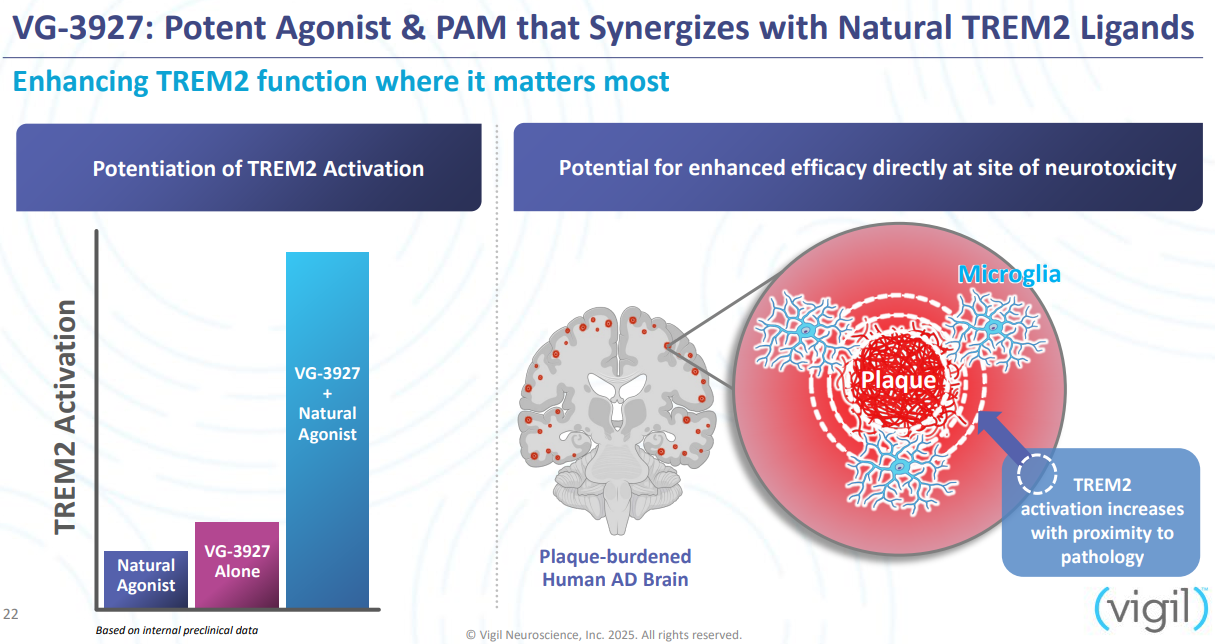 VG-3927: Potent Agonist & PAM that Synergizes with Natural TREM2 Ligands
Enhancing TREM2 function where it matters most
Potentiation of TREM2 Activation
TREM2 Activation
Natural
Agonist
VG-3927
Alone
VG-3927
+
Natural
Agonist
Based on internal preclinical data
Potential for enhanced efficacy directly at site of neurotoxicity
Plaque-burdened
Human AD Brain
Microglia
Plaque
TREM2
activation increases
with proximity to
pathology
22
© Vigil Neuroscience, Inc. 2025. All rights reserved.
(vigil)™